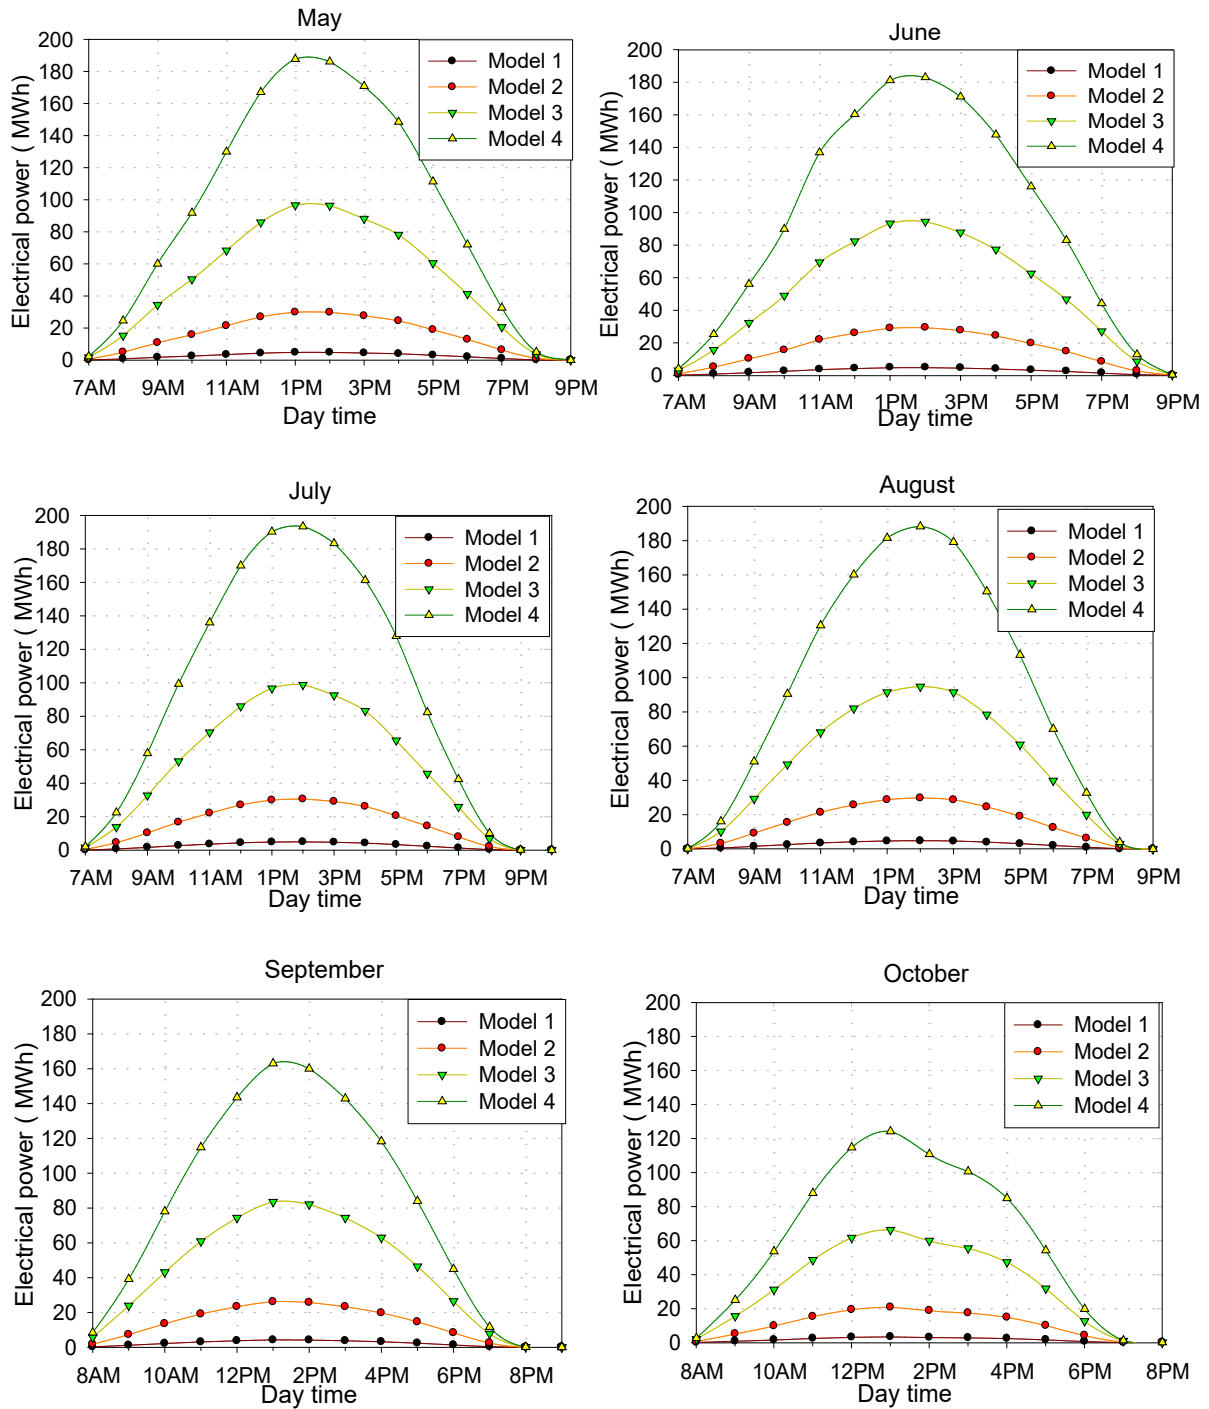 May
Electrical power ( MWh)
200
180
160
140
120
100
80
60
40
20
0
Model 1
Model 2
Model 3
Model 4
7AM 9AM 11AM 1PM 3PM 5PM 7PM 9PM
Day time
June
Electrical power ( MWh)
200
180
160
140
120
100
80
60
40
20
0
Model 1
Model 2
Model 3
Model 4
7AM 9AM 11AM 1PM 3PM 5PM 7PM 9PM
Day time
July
Electrical power ( MWh)
200
180
160
140
120
100
80
60
40
20
0
Model 1
Model 2
Model 3
Model 4
7AM 9AM 11AM 1PM 3PM 5PM 7PM 9PM
Day time
August
Electrical power ( MWh)
200
180
160
140
120
100
80
60
40
20
0
Model 1
Model 2
Model 3
Model 4
7AM 9AM 11AM 1PM 3PM 5PM 7PM 9PM
Day time
September
Electrical power ( MWh)
200
180
160
140
120
100
80
60
40
20
0
Model 1
Model 2
Model 3
Model 4
8AM 10AM 12PM 2PM 4PM 6PM 8PM
Day time
October
Electrical power ( MWh)
200
180
160
140
120
100
80
60
40
20
0
Model 1
Model 2
Model 3
Model 4
8AM 10AM 12PM 2PM 4PM 6PM 8PM
Day time